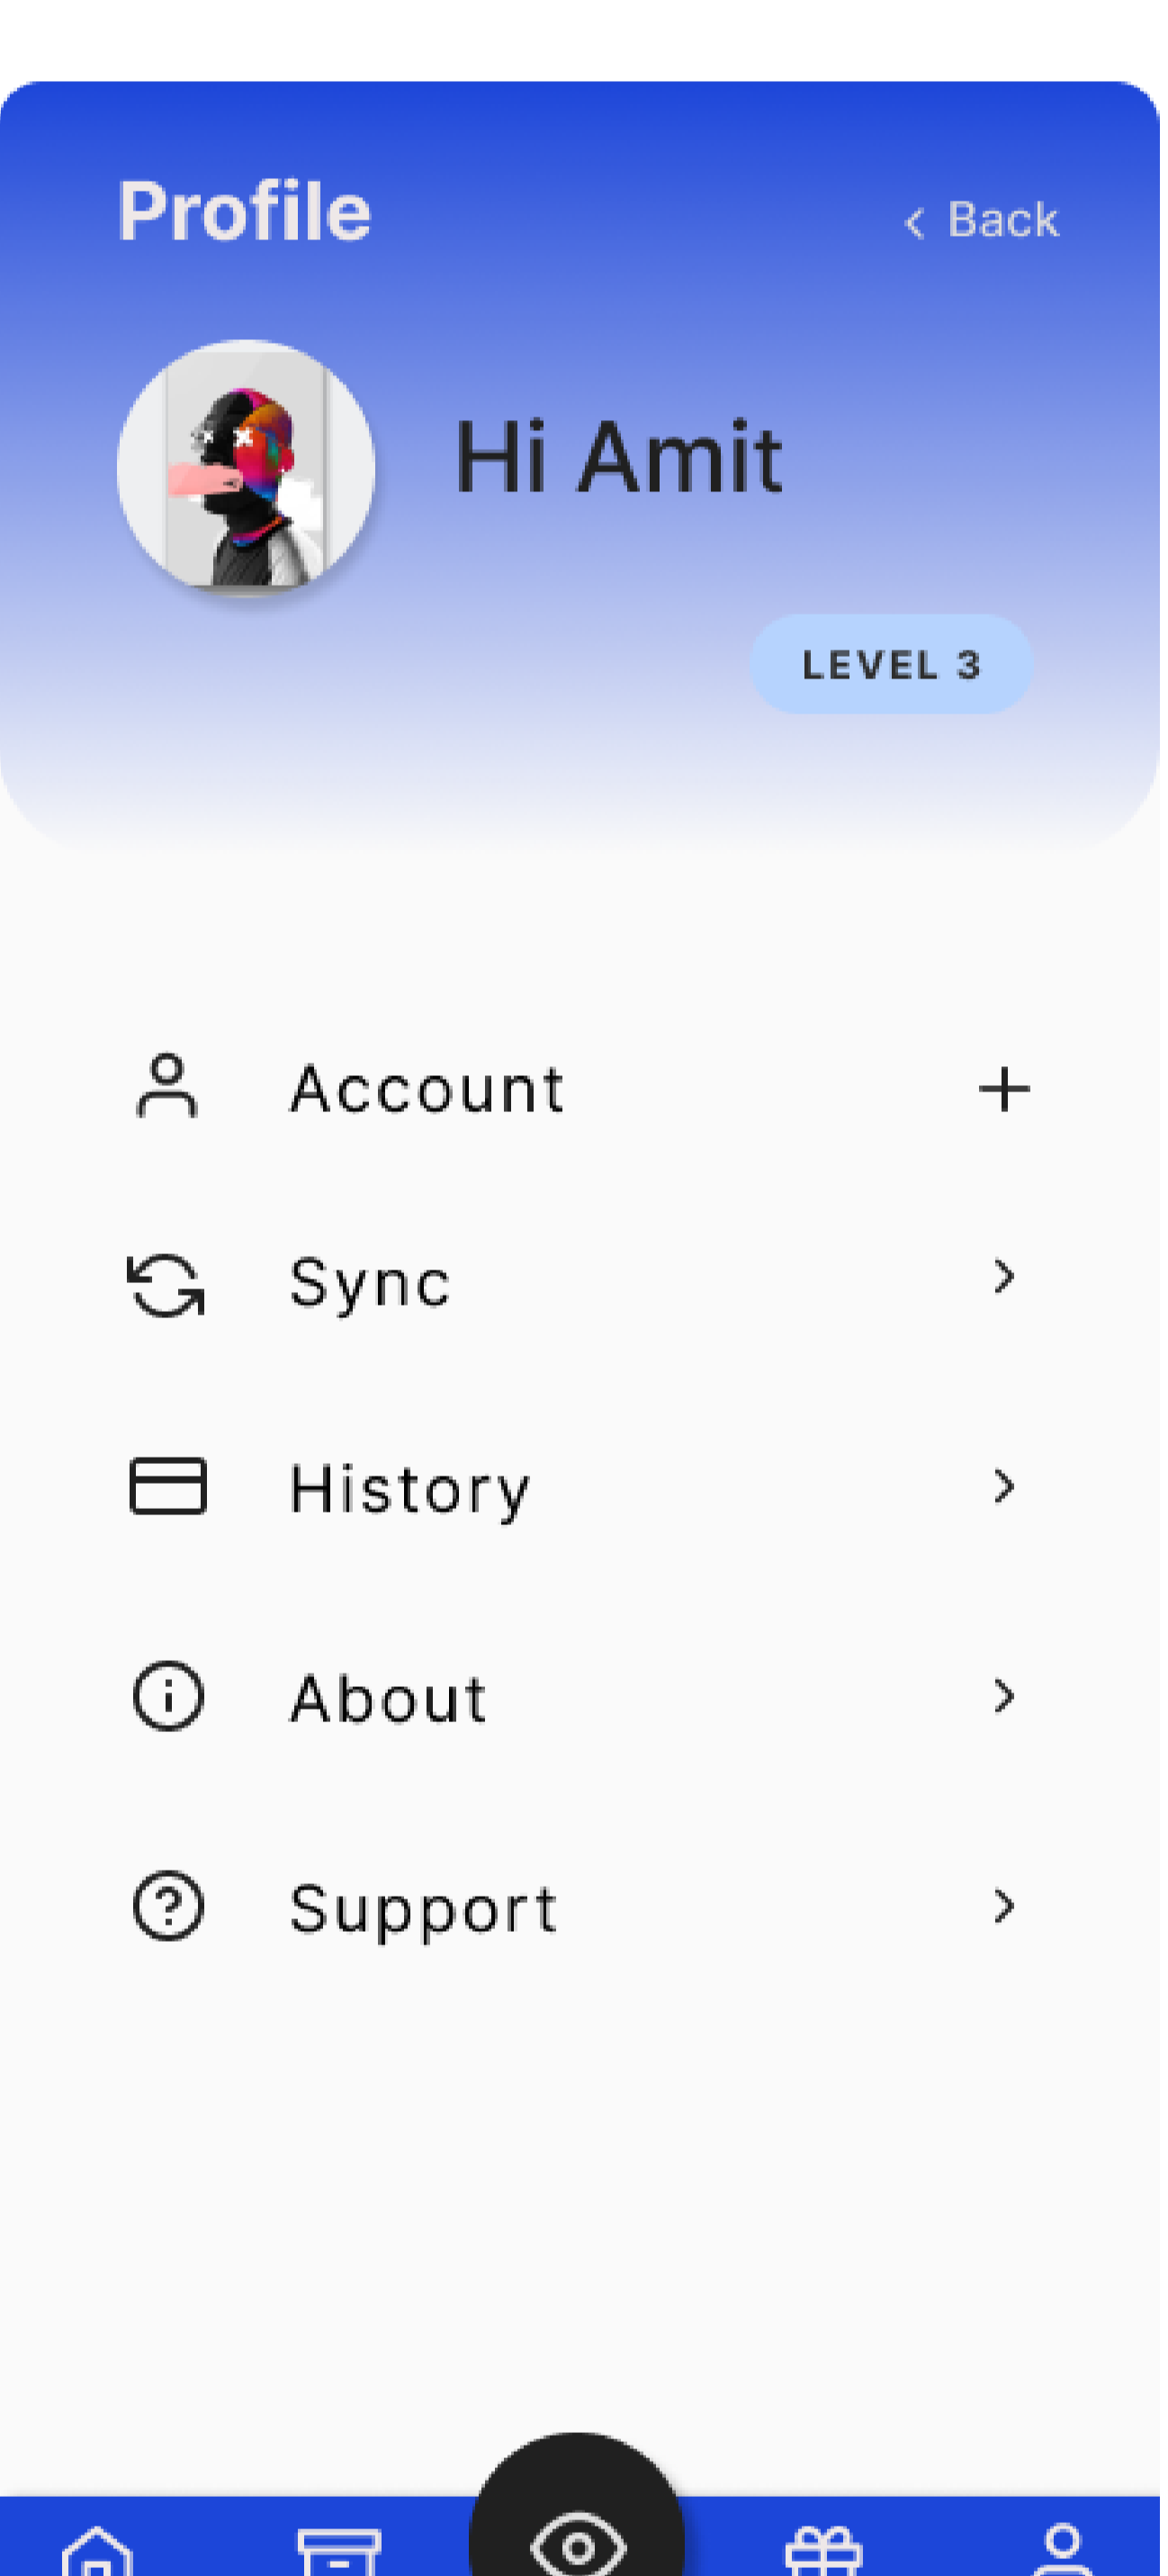 Profile
Back
Hi Amit
LEVEL 3
Account
Sync
History
About
Support